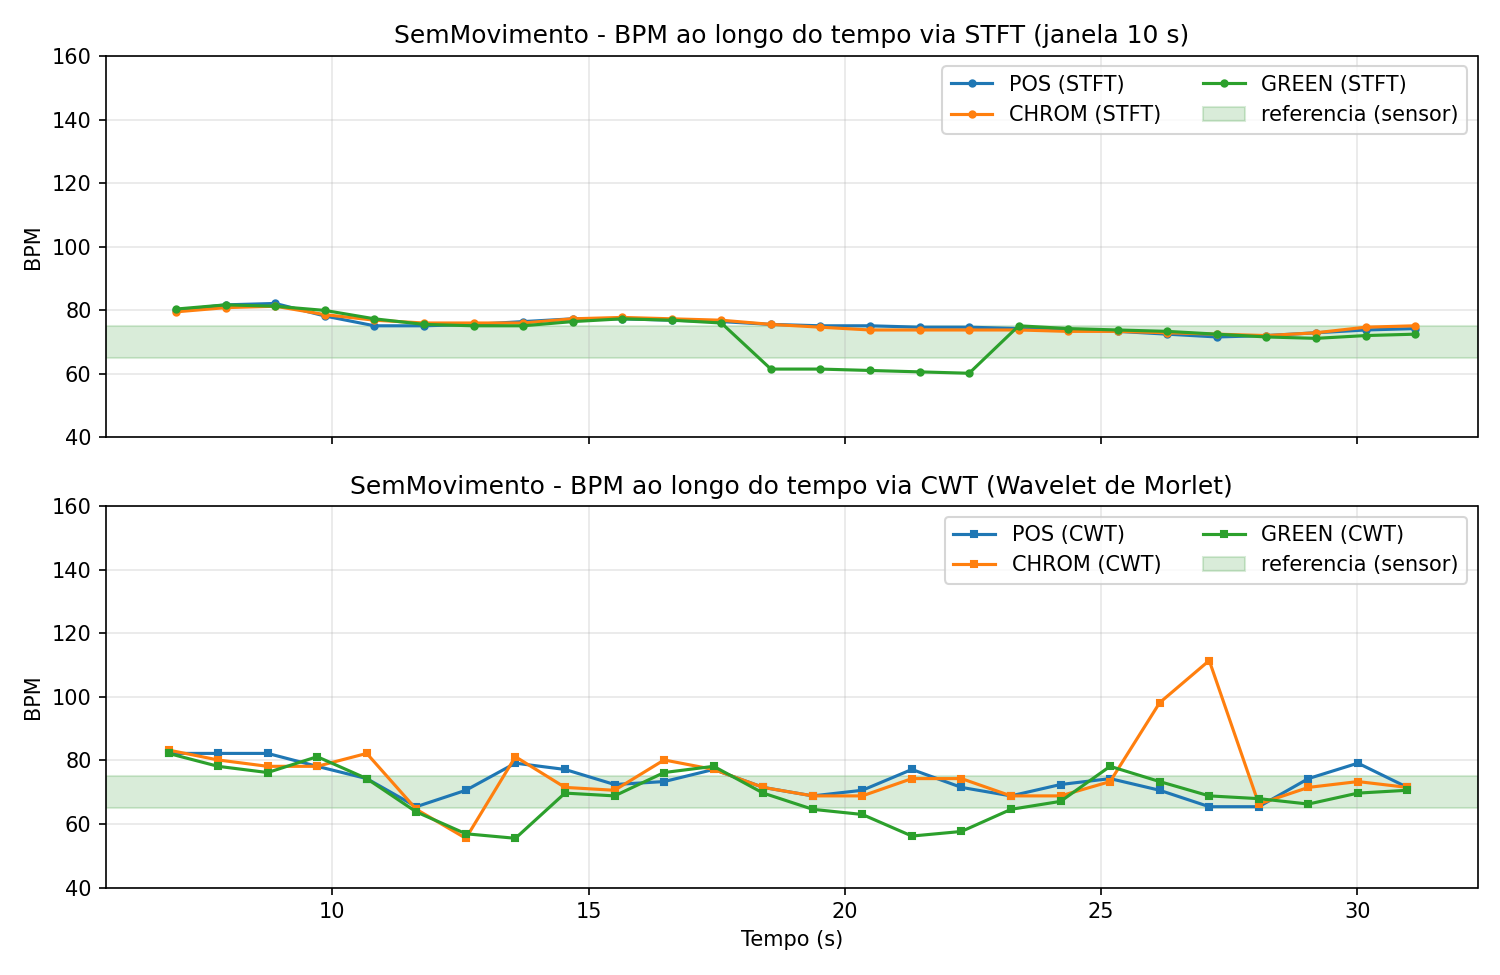 SemMovimento - BPM ao longo do tempo via STFT (janela 10 s)
160
140
120
100
80
60
40
BPM
POS (STFT)
CHROM (STFT)
GREEN (STFT)
referencia (sensor)
SemMovimento - BPM ao longo do tempo via CWT (Wavelet de Morlet)
160
140
120
100
80
60
40
BPM
POS (CWT)
CHROM (CWT)
GREEN (CWT)
referencia (sensor)
10
15
20
25
30
Tempo (s)